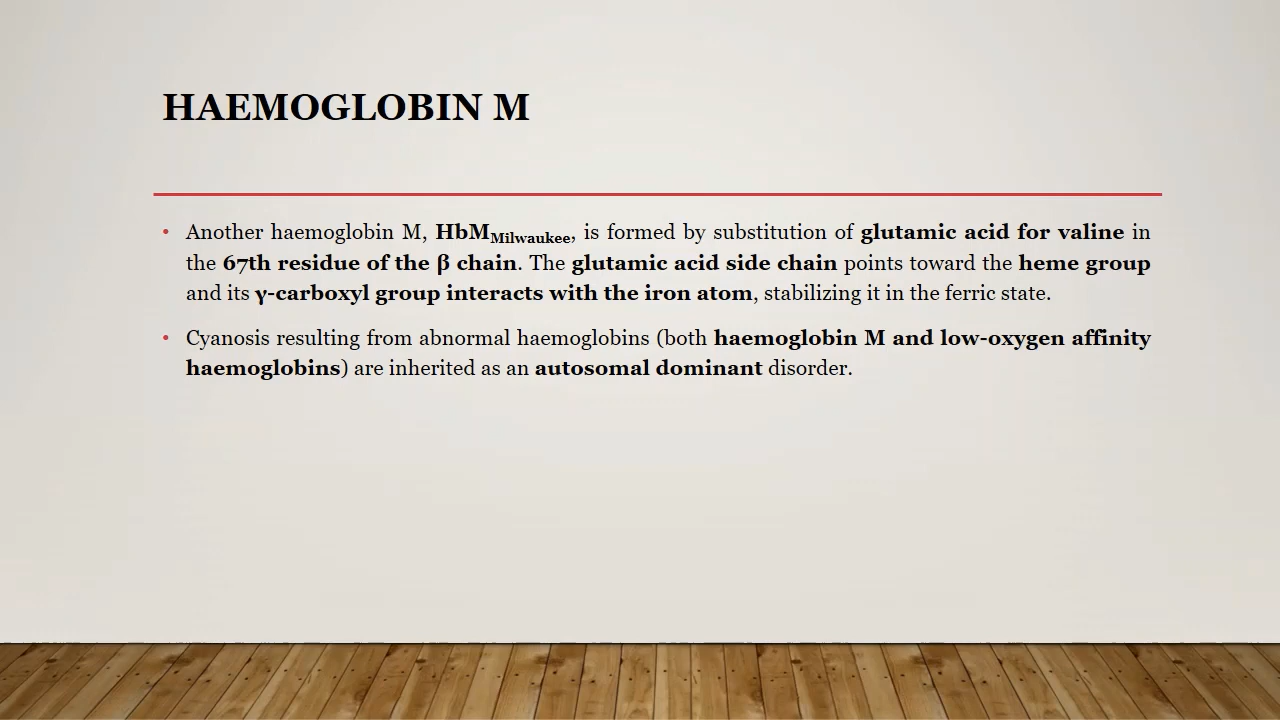 HAEMOGLOBIN M
• Another haemoglobin M, HbMMilwaukee, is formed by substitution of glutamic acid for valine in
the 67th residue of the β chain. The glutamic acid side chain points toward the heme group
and its γ-carboxyl group interacts with the iron atom, stabilizing it in the ferric state.
• Cyanosis resulting from abnormal haemoglobins (both haemoglobin M and low-oxygen affinity
haemoglobins) are inherited as an autosomal dominant disorder.